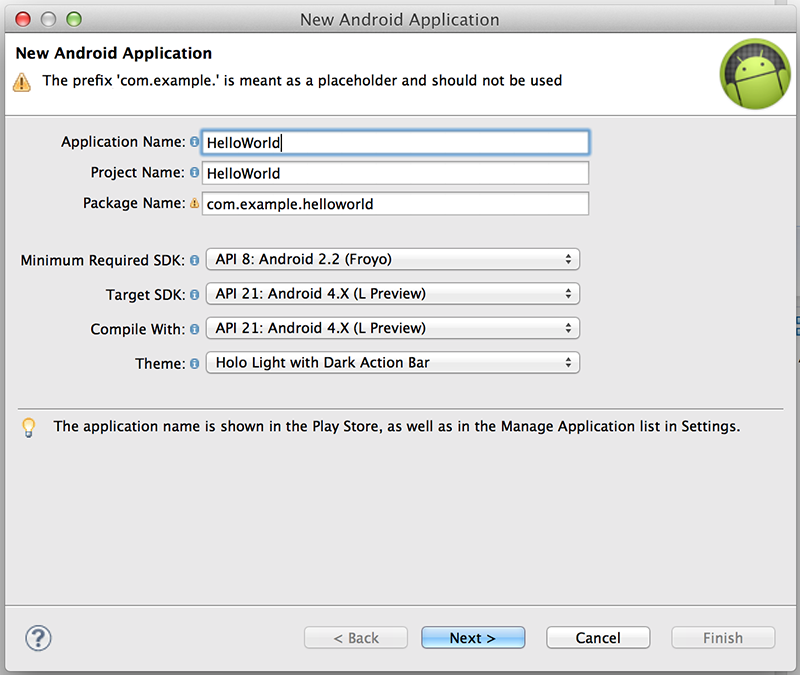 New Android Application
New Android Application
The prefix 'com.example.' is meant as a placeholder and should not be used
Application Name: HelloWorld
Project Name: HelloWorld
Package Name: com.example.helloworld
Minimum Required SDK: API 8: Android 2.2 (Froyo)
Target SDK: API 21: Android 4.X (L Preview)
Compile With: API 21: Android 4.X (L Preview)
Theme: Holo Light with Dark Action Bar
The application name is shown in the Play Store, as well as in the Manage Application list in Settings.
? < Back Next > Cancel Finish